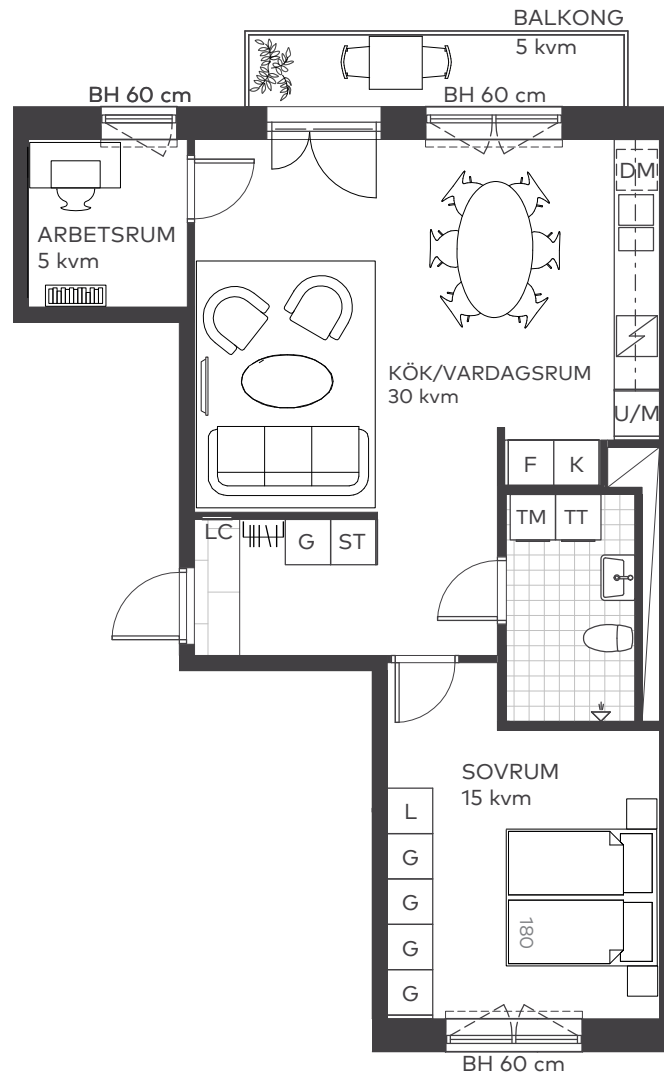 BALKONG
5 kvm
BH 60 cm
BH 60 cm
DM
ARBETSRUM
5 kvm
KÖK/VARDAGSRUM
30 kvm
U/M
F
K
TM
TT
LC
G
ST
SOVRUM
15 kvm
L
G
G
G
G
180
BH 60 cm